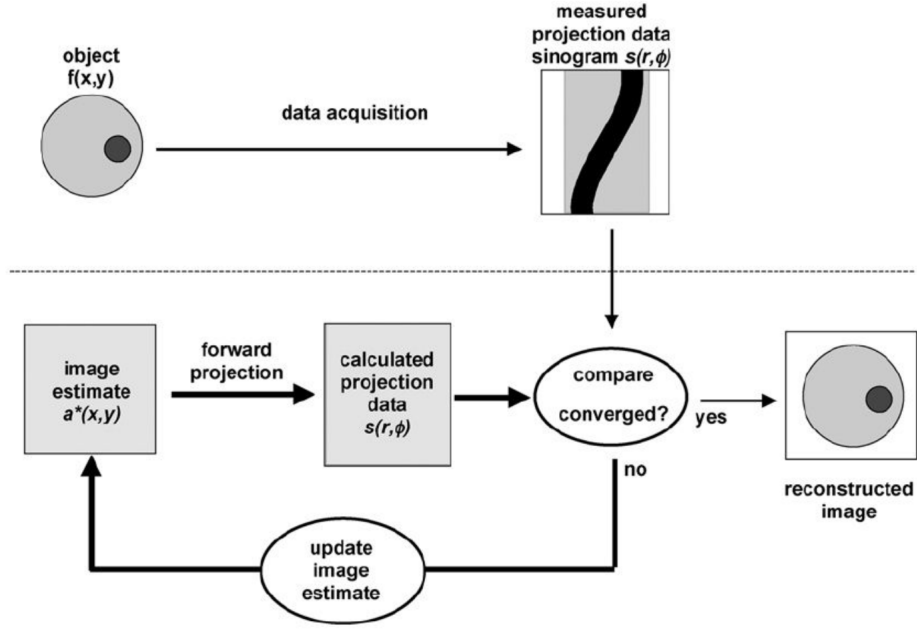 object
f(x,y)
measured
projection data
sinogram s(r,ϕ)
data acquisition
image
estimate
a*(x,y)
forward
projection
calculated
projection
data
s(r,ϕ)
compare
converged?
yes
no
reconstructed
image
update
image
estimate